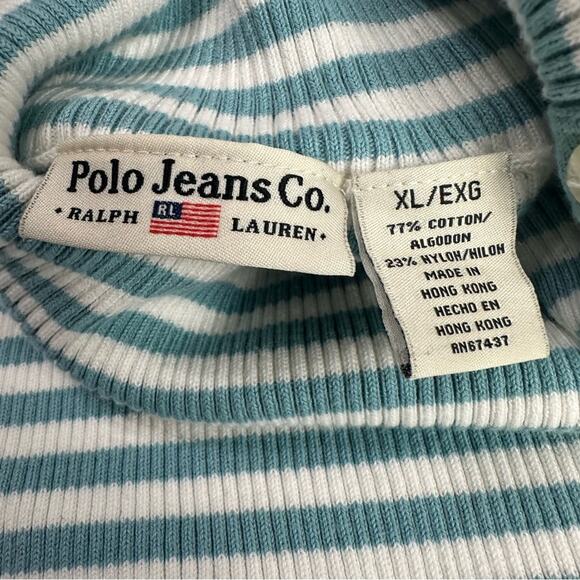 Polo Jeans Co.
• RALPH RL LAUREN •
XL/EXG
77% COTTON/
ALGODON
23% NYLON/NILON
MADE IN
HONG KONG
HECHO EN
HONG KONG
RN67437